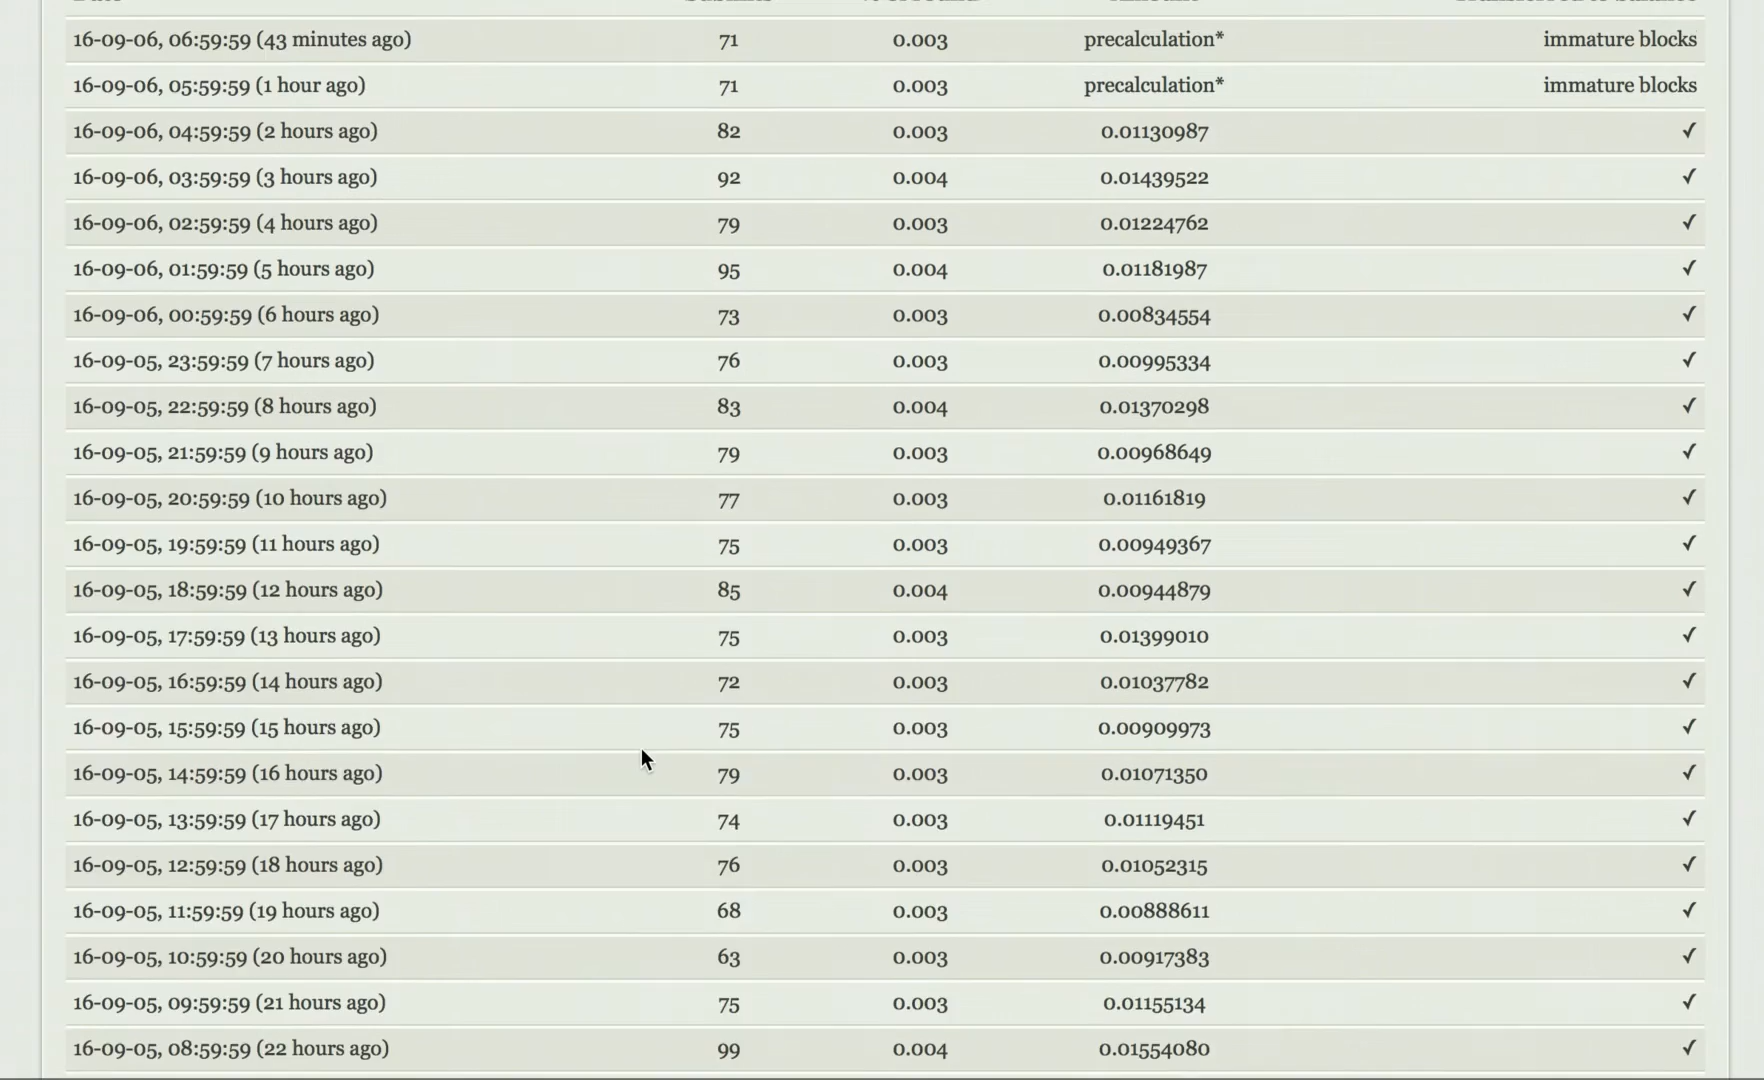 16-09-06, 06:59:59 (43 minutes ago) 71 0.003 precalculation* immature blocks
16-09-06, 05:59:59 (1 hour ago) 71 0.003 precalculation* immature blocks
16-09-06, 04:59:59 (2 hours ago) 82 0.003 0.01130987 ✓
16-09-06, 03:59:59 (3 hours ago) 92 0.004 0.01439522 ✓
16-09-06, 02:59:59 (4 hours ago) 79 0.003 0.01224762 ✓
16-09-06, 01:59:59 (5 hours ago) 95 0.004 0.01181987 ✓
16-09-06, 00:59:59 (6 hours ago) 73 0.003 0.00834554 ✓
16-09-05, 23:59:59 (7 hours ago) 76 0.003 0.00995334 ✓
16-09-05, 22:59:59 (8 hours ago) 83 0.004 0.01370298 ✓
16-09-05, 21:59:59 (9 hours ago) 79 0.003 0.00968649 ✓
16-09-05, 20:59:59 (10 hours ago) 77 0.003 0.01161819 ✓
16-09-05, 19:59:59 (11 hours ago) 75 0.003 0.00949367 ✓
16-09-05, 18:59:59 (12 hours ago) 85 0.004 0.00944879 ✓
16-09-05, 17:59:59 (13 hours ago) 75 0.003 0.01399010 ✓
16-09-05, 16:59:59 (14 hours ago) 72 0.003 0.01037782 ✓
16-09-05, 15:59:59 (15 hours ago) 75 0.003 0.00909973 ✓
16-09-05, 14:59:59 (16 hours ago) 79 0.003 0.01071350 ✓
16-09-05, 13:59:59 (17 hours ago) 74 0.003 0.01119451 ✓
16-09-05, 12:59:59 (18 hours ago) 76 0.003 0.01052315 ✓
16-09-05, 11:59:59 (19 hours ago) 68 0.003 0.00888611 ✓
16-09-05, 10:59:59 (20 hours ago) 63 0.003 0.00917383 ✓
16-09-05, 09:59:59 (21 hours ago) 75 0.003 0.01155134 ✓
16-09-05, 08:59:59 (22 hours ago) 99 0.004 0.01554080 ✓